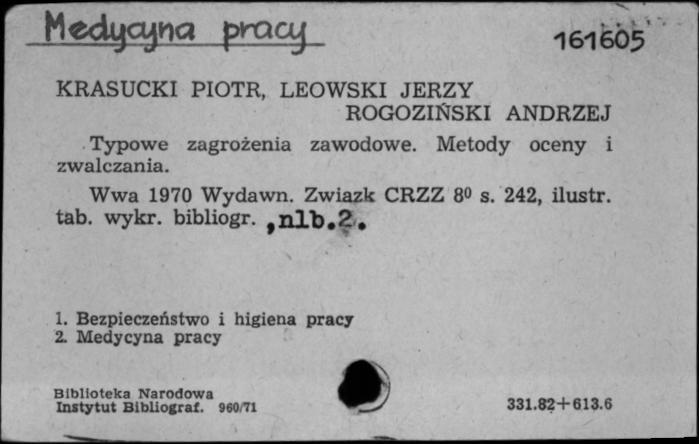 Medycyna pracy
161605
KRASUCKI PIOTR, LEOWSKI JERZY
ROGOZIŃSKI ANDRZEJ
Typowe zagrożenia zawodowe. Metody oceny i
zwalczania.
Wwa 1970 Wydawn. Zwiazk CRZZ 8⁰ s. 242, ilustr.
tab. wykr. bibliogr. ,nlb.2.
1. Bezpieczeństwo i higiena pracy
2. Medycyna pracy
Biblioteka Narodowa
Instytut Bibliograf. 960/71
331.82+613.6